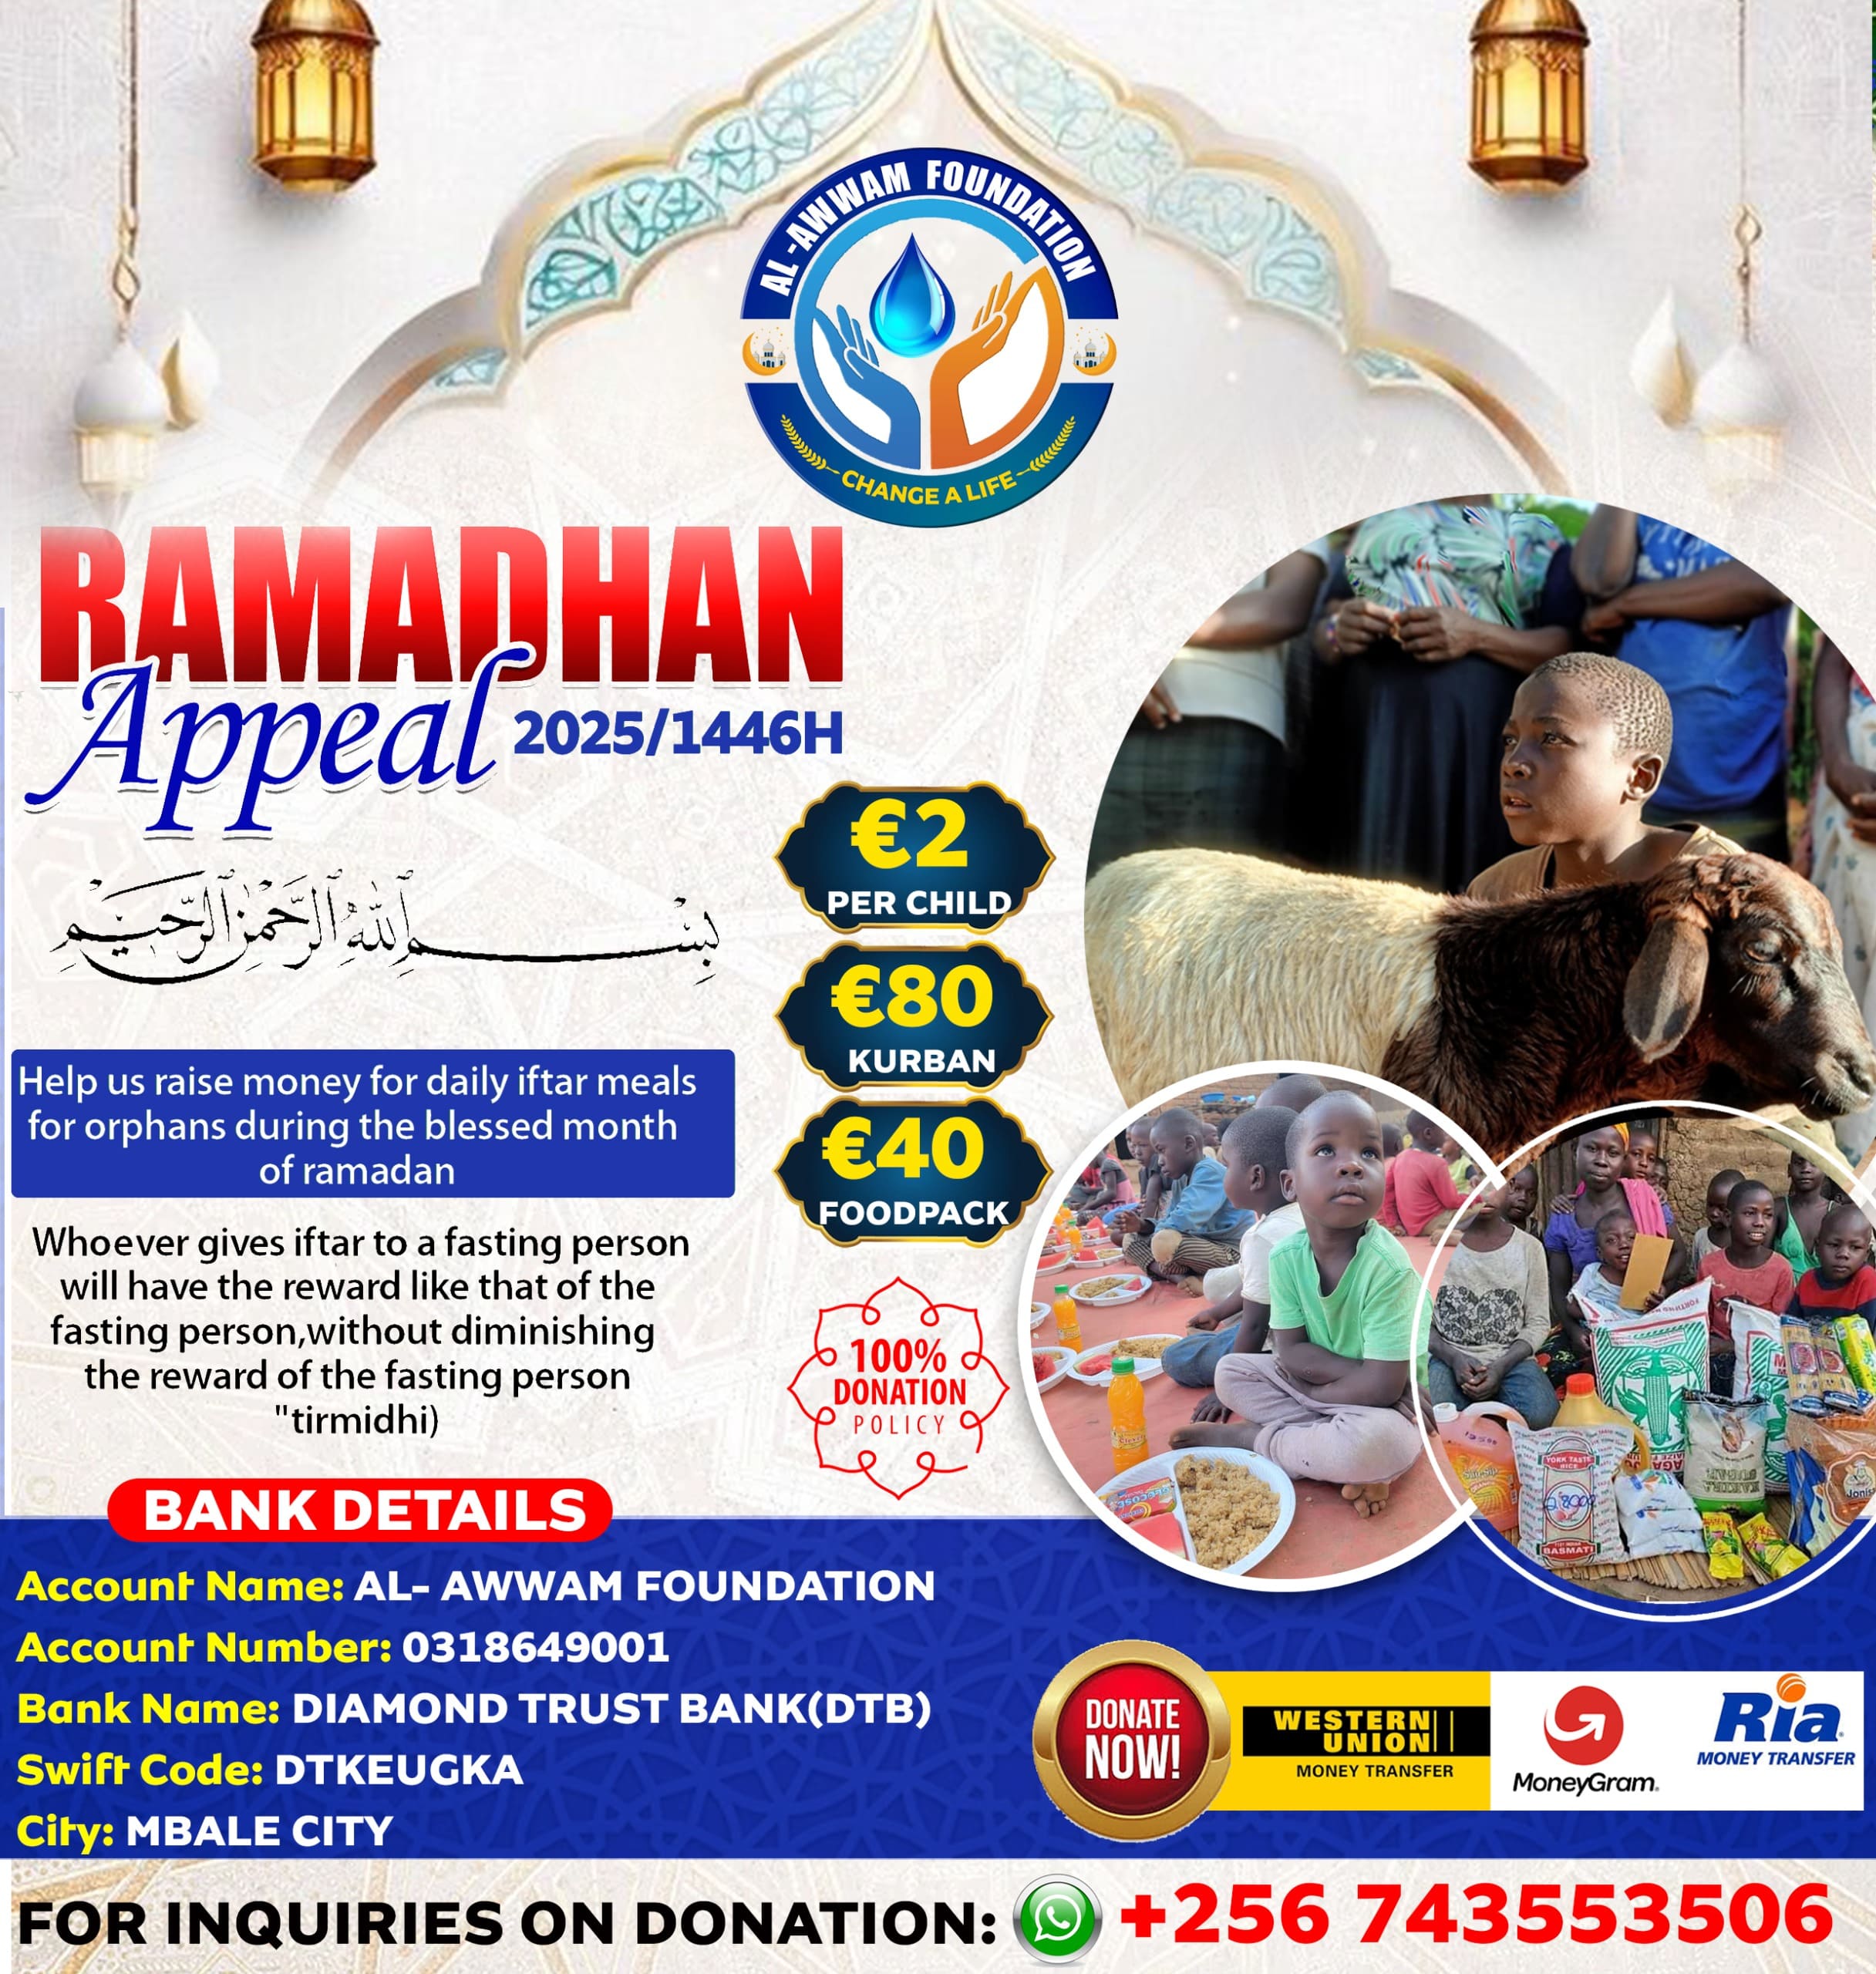 AL -AWWAM FOUNDATION
CHANGE A LIFE
RAMADHAN
Appeal 2025/1446H
بِسْمِ ٱللَّٰهِ ٱلرَّحْمَٰنِ ٱلرَّحِيمِ
€2
PER CHILD
€80
KURBAN
€40
FOODPACK
Help us raise money for daily iftar meals
for orphans during the blessed month
of ramadan
Whoever gives iftar to a fasting person
will have the reward like that of the
fasting person,without diminishing
the reward of the fasting person
"tirmidhi)
100%
DONATION
POLICY
YORK TASTE
RICE
BASMATI
BANK DETAILS
Account Name: AL- AWWAM FOUNDATION
Account Number: 0318649001
Bank Name: DIAMOND TRUST BANK(DTB)
Swift Code: DTKEUGKA
City: MBALE CITY
DONATE
NOW!
WESTERN
UNION
MONEY TRANSFER
MoneyGram.
Ria
MONEY TRANSFER
FOR INQUIRIES ON DONATION: +256 743553506